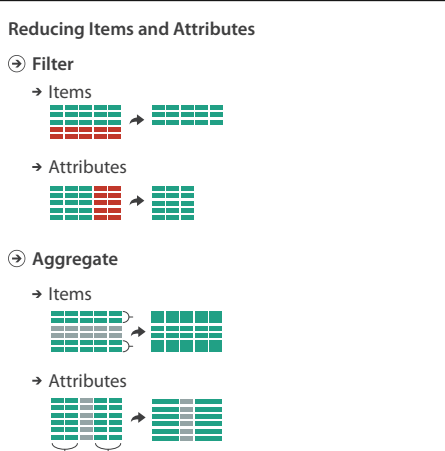 Reducing Items and Attributes
Filter
Items
Attributes
Aggregate
Items
Attributes